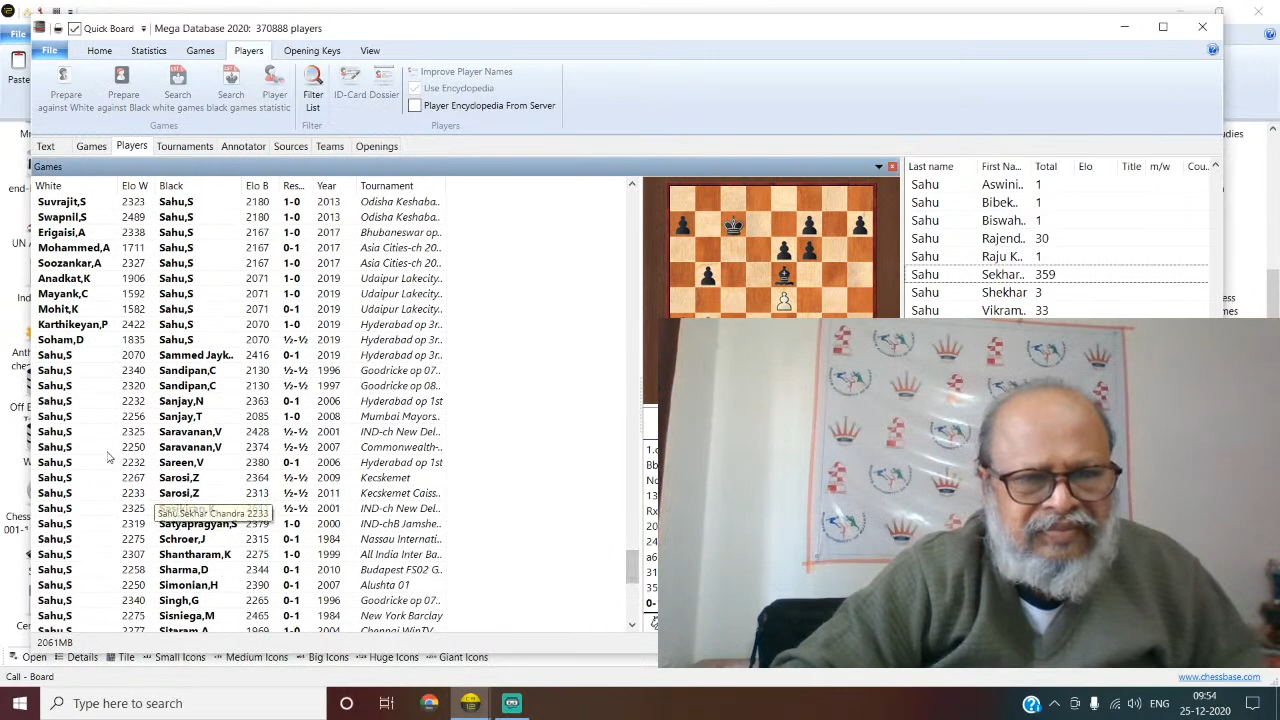 Quick Board Mega Database 2020: 370888 players
File
File Home Statistics Games Players Opening Keys View
Paste
Prepare against White
Prepare against Black
Search white games
Search black games
Player statistic
Filter List
ID-Card Dossier
Improve Player Names
Use Encyclopedia
Player Encyclopedia From Server
Games Filter Players
Text Games Players Tournaments Annotator Sources Teams Openings
Games
White Elo W Black Elo B Res... Year Tournament
Suvrajit,S 2323 Sahu,S 2180 1-0 2013 Odisha Keshaba..
Swapnil,S 2489 Sahu,S 2180 1-0 2013 Odisha Keshaba..
Erigaisi,A 2338 Sahu,S 2167 1-0 2017 Bhubaneswar op..
Mohammed,A 1711 Sahu,S 2167 0-1 2017 Asia Cities-ch 20..
Soozankar,A 2327 Sahu,S 2167 1-0 2017 Asia Cities-ch 20..
Anadkat,K 1906 Sahu,S 2071 1-0 2019 Udaipur Lakecity..
Mayank,C 1592 Sahu,S 2071 1-0 2019 Udaipur Lakecity..
Mohit,K 1582 Sahu,S 2071 0-1 2019 Udaipur Lakecity..
Karthikeyan,P 2422 Sahu,S 2070 1-0 2019 Hyderabad op 3r..
Soham,D 1833 Sahu,S 2070 ½-½ 2019 Hyderabad op 3r..
Sahu,S 2070 Sammed Jayk.. 2416 0-1 2019 Hyderabad op 3r..
Sahu,S 2340 Sandipan,C 2130 ½-½ 1996 Goodricke op 07..
Sahu,S 2320 Sandipan,C 2130 ½-½ 1997 Goodricke op 08..
Sahu,S 2232 Sanjay,N 2363 0-1 2006 Hyderabad op 1st
Sahu,S 2256 Sanjay,T 2085 1-0 2008 Mumbai Mayors..
Sahu,S 2325 Saravanan,V 2428 ½-½ 2001 IND-ch New Del..
Sahu,S 2250 Saravanan,V 2374 ½-½ 2007 Commonwealth-
Sahu,S 2232 Sareen,V 2380 0-1 2006 Hyderabad op 1st
Sahu,S 2267 Sarosi,Z 2364 ½-½ 2009 Kecskemet
Sahu,S 2233 Sarosi,Z 2313 ½-½ 2011 Kecskemet Caiss..
Sahu,S 2325 ½-½ 2001 IND-ch New Del..
Sahu,Sekhar Chandra 2233
Sahu,S 2319 Satyapragyan,S 2379 1-0 2000 IND-chB Jamshe..
Sahu,S 2275 Schroer,J 2315 0-1 1984 Nassau Internati..
Sahu,S 2307 Shantharam,K 2275 1-0 1999 All India Inter Ba..
Sahu,S 2258 Sharma,D 2344 0-1 2010 Budapest FS02 G..
Sahu,S 2250 Simonian,H 2390 0-1 2007 Alushta 01
Sahu,S 2340 Singh,G 2265 0-1 1996 Goodricke op 07..
Sahu,S 2275 Sisniega,M 2465 0-1 1984 New York Barclay
Sahu,S 2277 Sitaram,A 1969 1-0 2004 Chennai WinTV
2061MB
Last name First Na... Total Elo Title m/w Cou..
Sahu Aswini.. 1
Sahu Bibek.. 1
Sahu Biswah.. 1
Sahu Rajend.. 30
Sahu Raju K.. 1
Sahu Sekhar.. 359
Sahu Shekhar 3
Sahu Vikram.. 33
Open Details Tile Small Icons Medium Icons Big Icons Huge Icons Giant Icons
Call - Board
www.chessbase.com
Type here to search
ENG
09:54
25-12-2020